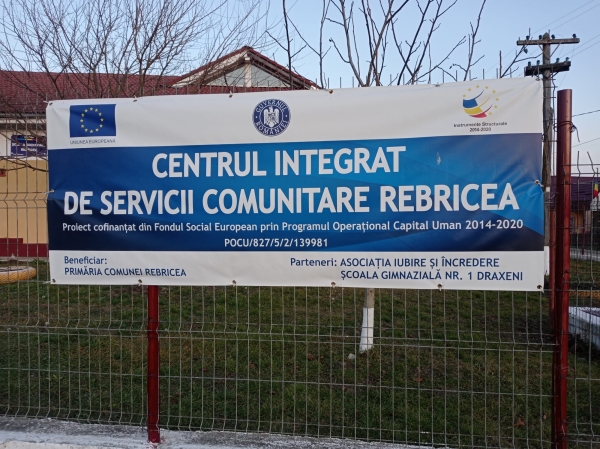 UNIUNEA EUROPEANĂ
GUVERNUL ROMÂNIEI
Instrumente Structurale
2014-2020
CENTRUL INTEGRAT
DE SERVICII COMUNITARE REBRICEA
Proiect cofinanțat din Fondul Social European prin Programul Operațional Capital Uman 2014-2020
POCU/827/5/2/139981
Beneficiar:
PRIMĂRIA COMUNEI REBRICEA
Parteneri: ASOCIAȚIA IUBIRE ȘI ÎNCREDERE
ȘCOALA GIMNAZIALĂ NR. 1 DRAXENI